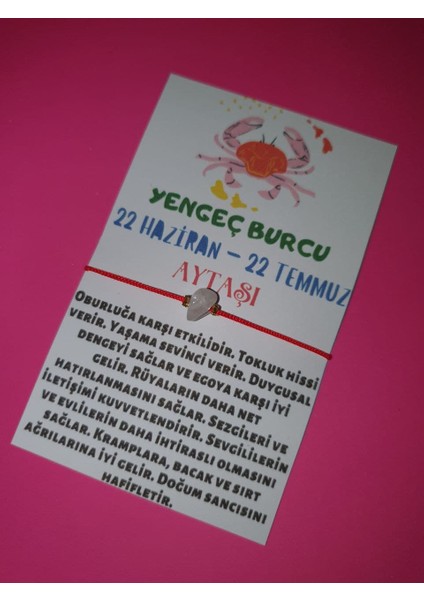 YENGEÇ BURCU
22 HAZİRAN - 22 TEMMUZ
AYTAŞI
OBURLUĞA KARŞI ETKİLİDİR. TOKLUK HİSSİ
VERİR. YAŞAMA SEVİNCİ VERİR. DUYGUSAL
DENGEYİ SAĞLAR VE EGOYA KARŞI İYİ
GELİR. RÜYALARIN DAHA NET
HATIRLANMASINI SAĞLAR. SEZGİLERİ VE
İLETİŞİMİ KUVVETLENDİRİR. SEVGİLİLERİN
VE EVLİLERİN DAHA İHTİRASLI OLMASINI
SAĞLAR. KRAMPLARA, BACAK VE SIRT
AĞRILARINA İYİ GELİR. DOĞUM SANCISINI
HAFİFLETİR.